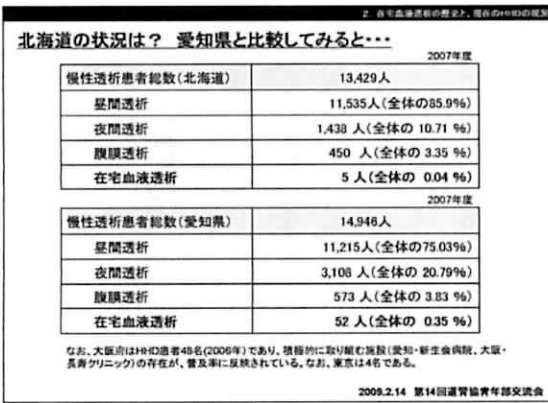 2. 在宅血液透析の歴史と、現在のHHDの現況
北海道の状況は？ 愛知県と比較してみると・・・
2007年度
慢性透析患者総数(北海道) 13,429人
昼間透析 11,535人(全体の85.9%)
夜間透析 1,438 人(全体の 10.71 %)
腹膜透析 450 人(全体の 3.35 %)
在宅血液透析 5 人(全体の 0.04 %)
2007年度
慢性透析患者総数(愛知県) 14,946人
昼間透析 11,215人(全体の75.03%)
夜間透析 3,108 人(全体の 20.79%)
腹膜透析 573 人(全体の 3.83 %)
在宅血液透析 52 人(全体の 0.35 %)
なお、大阪府はHHD患者48名(2006年)であり、積極的に取り組む施設(愛知・新生会病院、大阪・
長寿クリニック)の存在が、普及率に反映されている。なお、東京は4名である。
2009.2.14 第14回道腎協青年部交流会